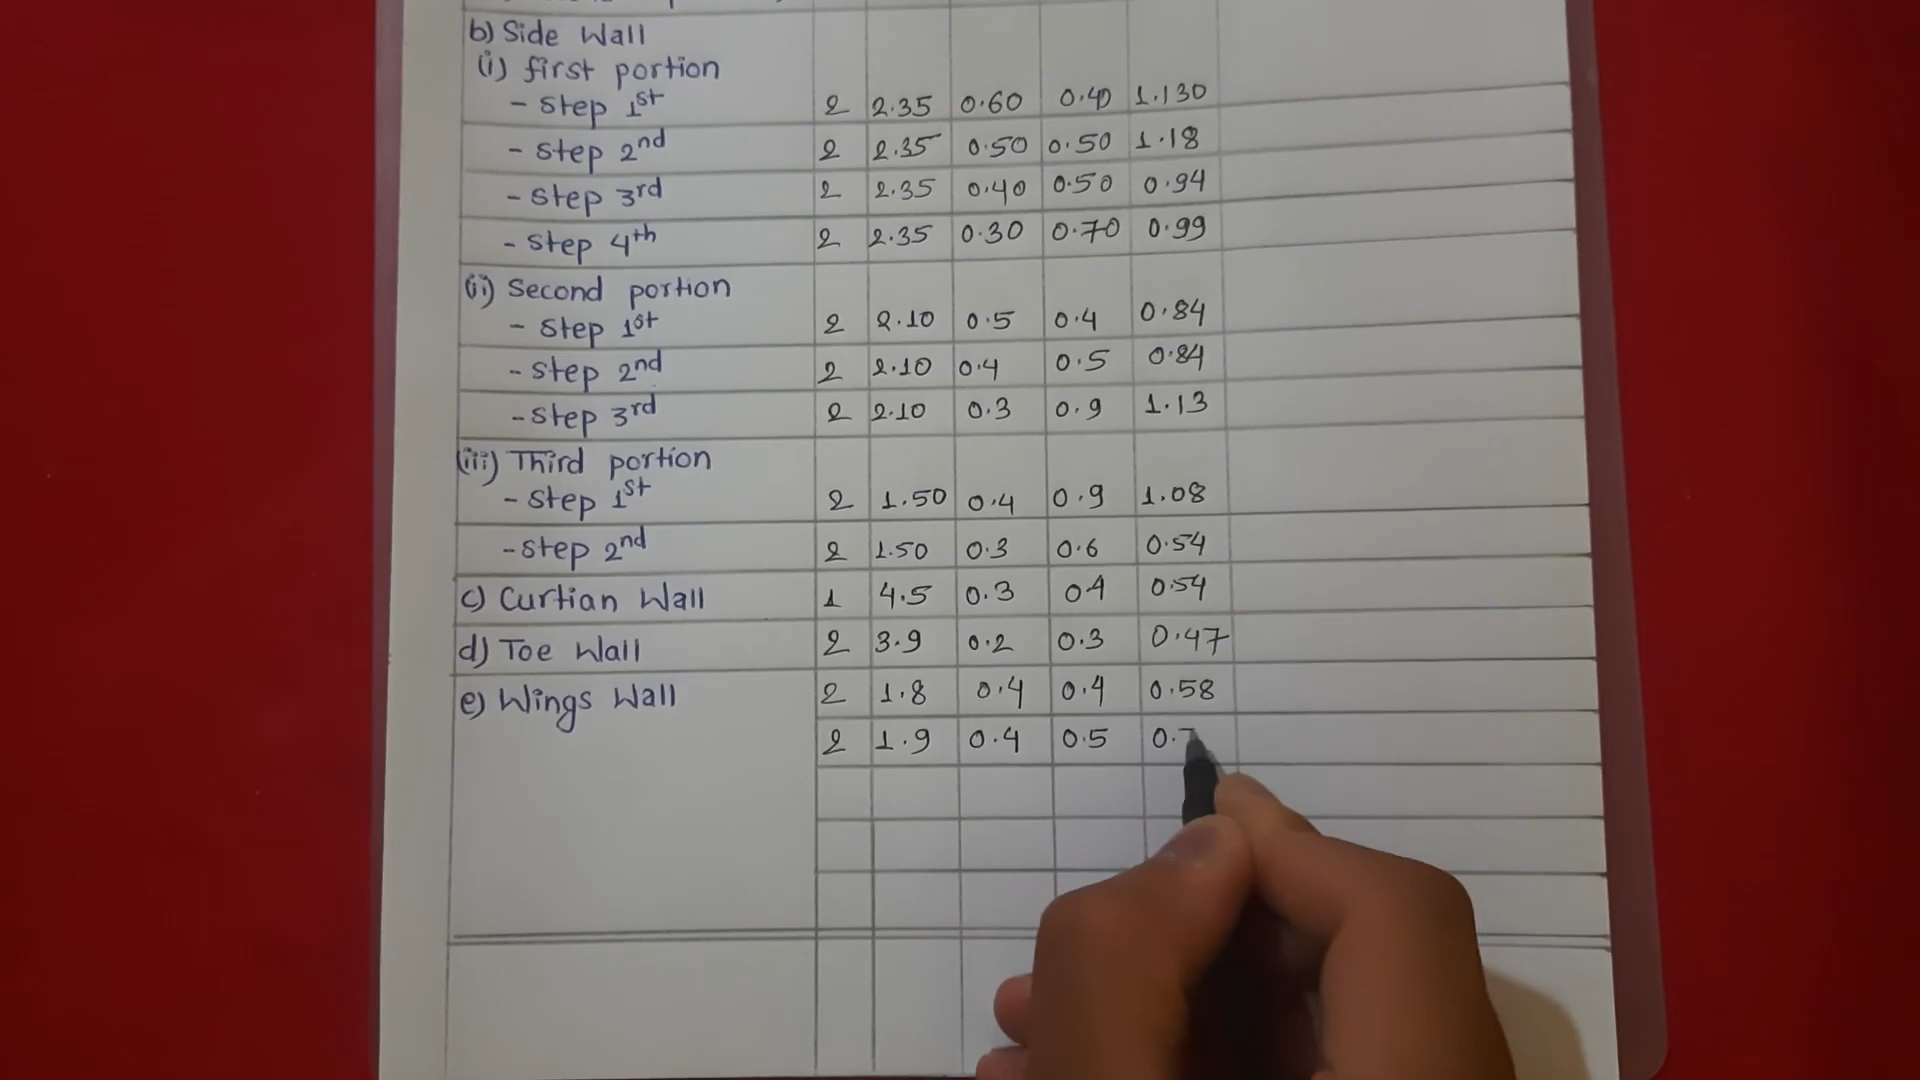 b) Side Wall
(i) first portion
- Step 1st 2 2.35 0.60 0.40 1.130
- Step 2nd 2 2.35 0.50 0.50 1.18
- Step 3rd 2 2.35 0.40 0.50 0.94
- Step 4th 2 2.35 0.30 0.70 0.99
(ii) Second portion
- Step 1st 2 2.10 0.5 0.4 0.84
- Step 2nd 2 2.10 0.4 0.5 0.84
- Step 3rd 2 2.10 0.3 0.9 1.13
(iii) Third portion
- Step 1st 2 1.50 0.4 0.9 1.08
- Step 2nd 2 1.50 0.3 0.6 0.54
c) Curtian Wall 1 4.5 0.3 0.4 0.54
d) Toe Wall 2 3.9 0.2 0.3 0.47
e) Wings Wall 2 1.8 0.4 0.4 0.58
2 1.9 0.4 0.5